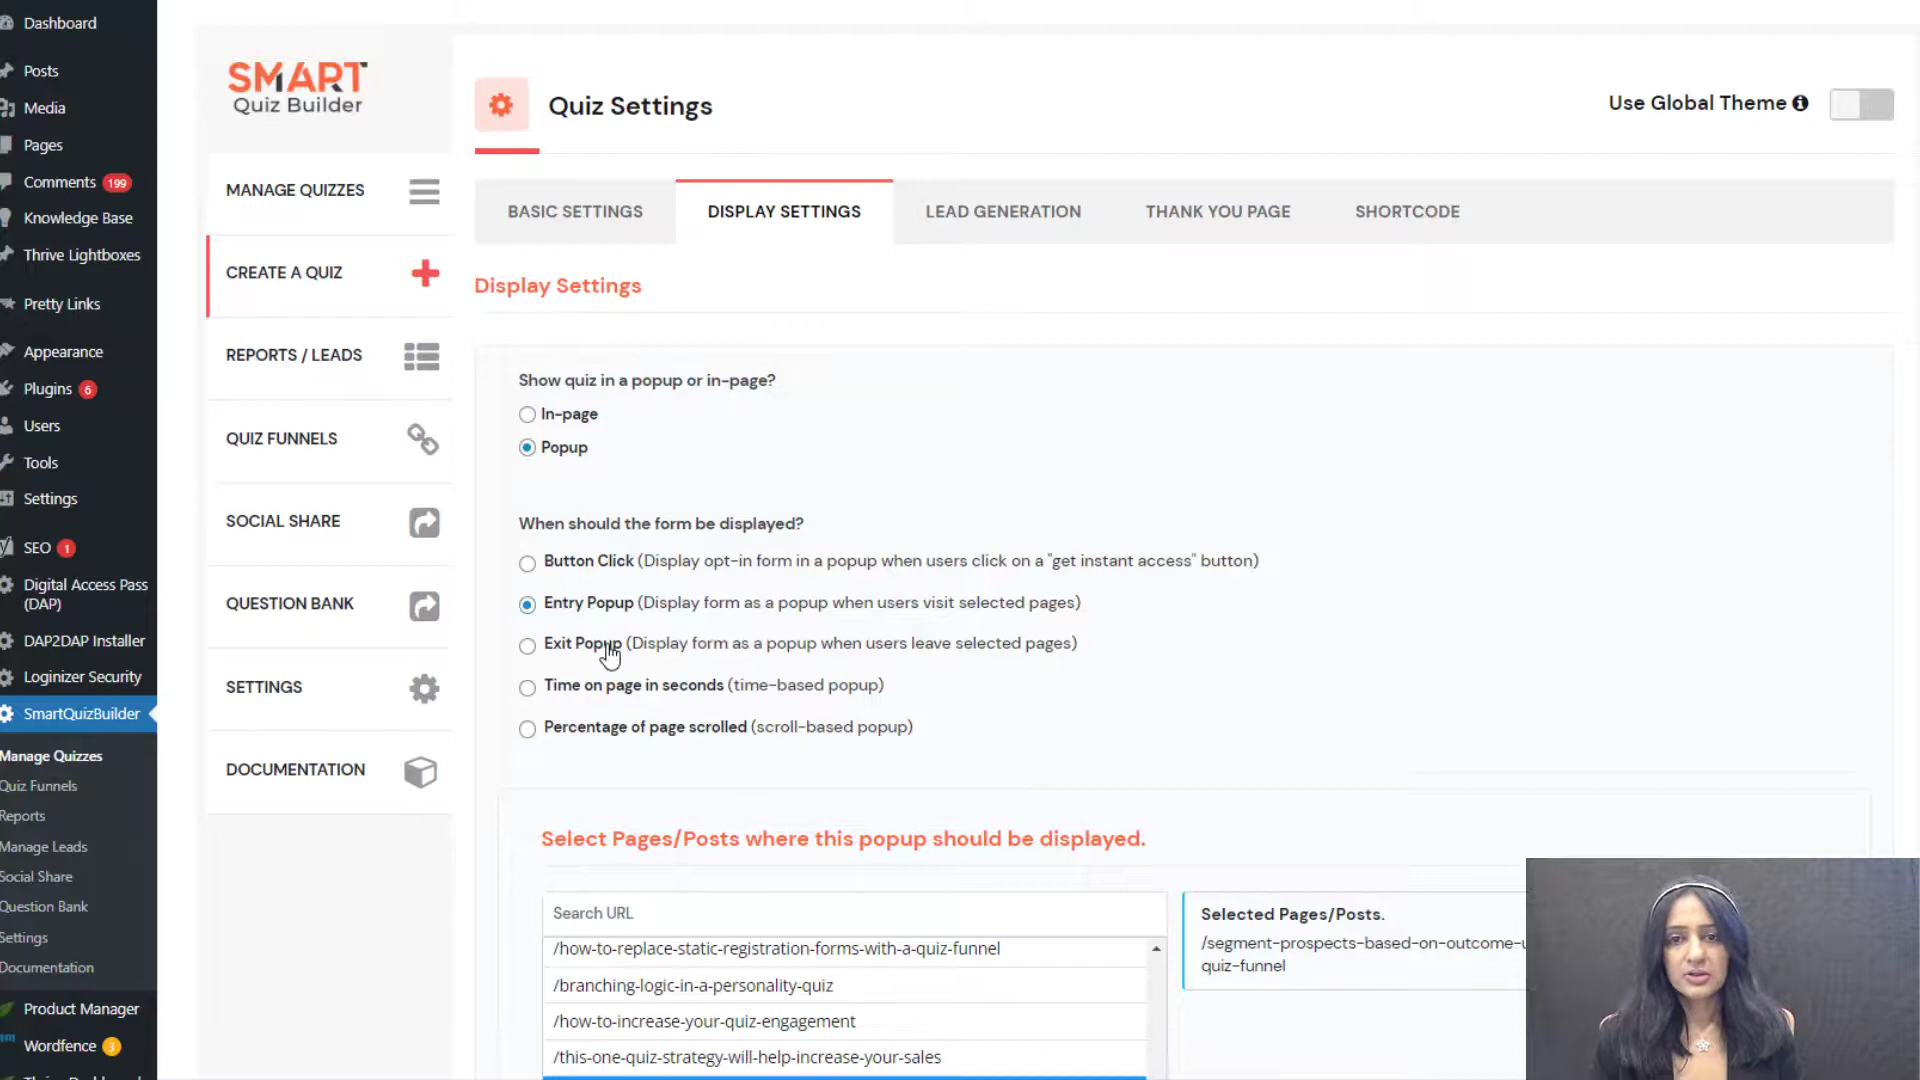 Dashboard
Posts
Media
Pages
Comments 199
Knowledge Base
Thrive Lightboxes
Pretty Links
Appearance
Plugins 6
Users
Tools
Settings
SEO 1
Digital Access Pass
(DAP)
DAP2DAP Installer
Loginizer Security
SmartQuizBuilder
Manage Quizzes
Quiz Funnels
Reports
Manage Leads
Social Share
Question Bank
Settings
Documentation
Product Manager
Wordfence 3
SMART
Quiz Builder
MANAGE QUIZZES
CREATE A QUIZ
REPORTS / LEADS
QUIZ FUNNELS
SOCIAL SHARE
QUESTION BANK
SETTINGS
DOCUMENTATION
Quiz Settings
Use Global Theme
BASIC SETTINGS
DISPLAY SETTINGS
LEAD GENERATION
THANK YOU PAGE
SHORTCODE
Display Settings
Show quiz in a popup or in-page?
In-page
Popup
When should the form be displayed?
Button Click (Display opt-in form in a popup when users click on a "get instant access" button)
Entry Popup (Display form as a popup when users visit selected pages)
Exit Popup (Display form as a popup when users leave selected pages)
Time on page in seconds (time-based popup)
Percentage of page scrolled (scroll-based popup)
Select Pages/Posts where this popup should be displayed.
Search URL
/how-to-replace-static-registration-forms-with-a-quiz-funnel
/branching-logic-in-a-personality-quiz
/how-to-increase-your-quiz-engagement
/this-one-quiz-strategy-will-help-increase-your-sales
Selected Pages/Posts.
/segment-prospects-based-on-outcome-u
quiz-funnel